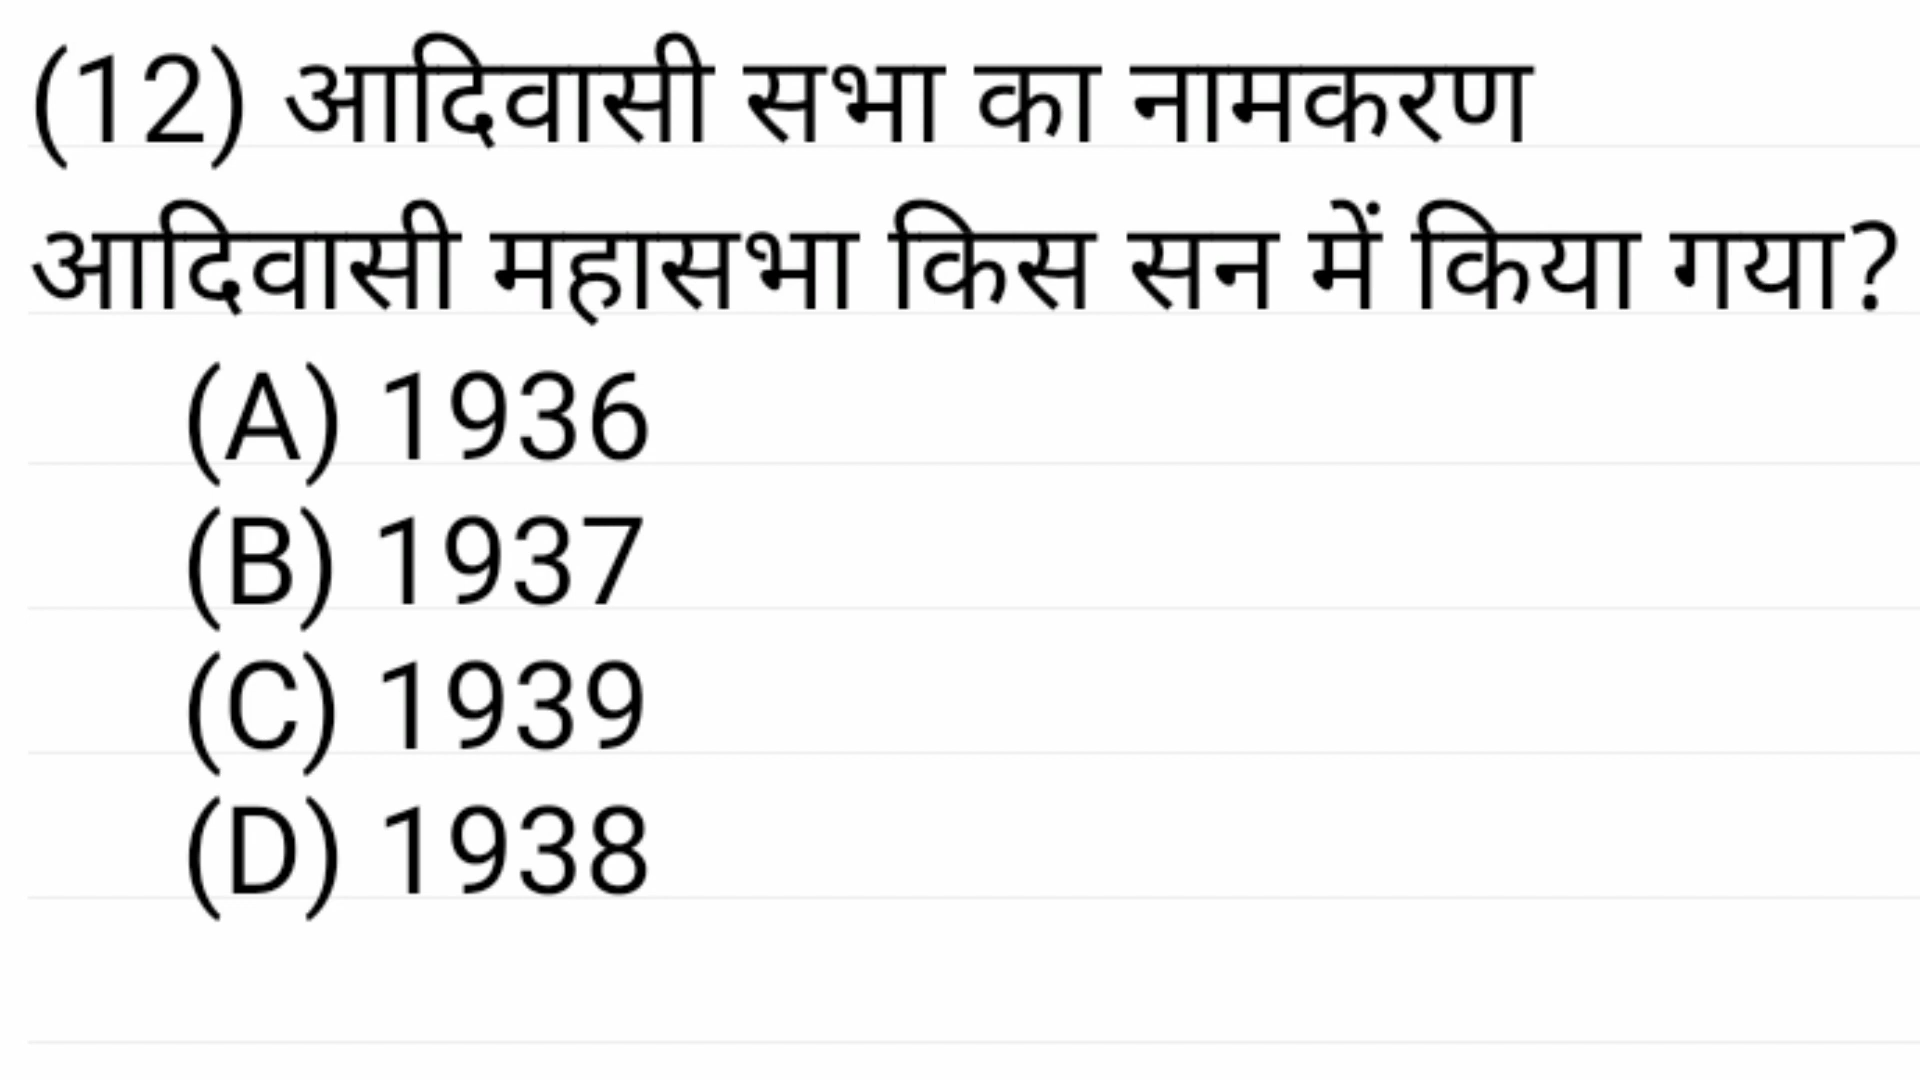 (12) आदिवासी सभा का नामकरण
आदिवासी महासभा किस सन में किया गया?
(A) 1936
(B) 1937
(C) 1939
(D) 1938